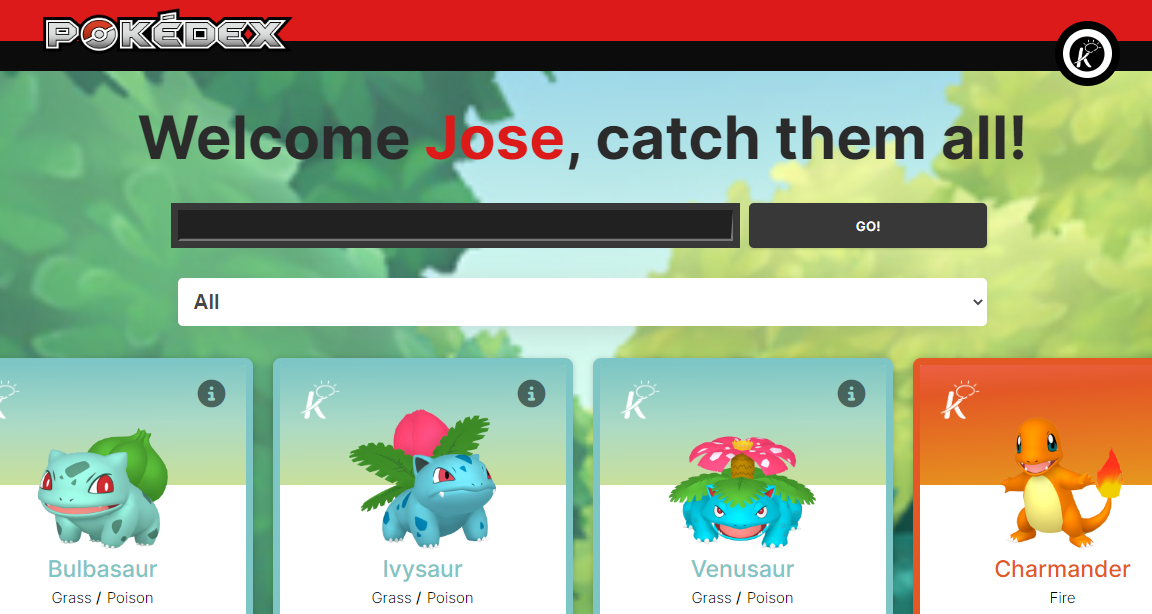 POKÉDEX
K
Welcome Jose, catch them all!
GO!
All
K
i
K
i
K
i
K
Bulbasaur
Ivysaur
Venusaur
Charmander
Grass / Poison
Grass / Poison
Grass / Poison
Fire